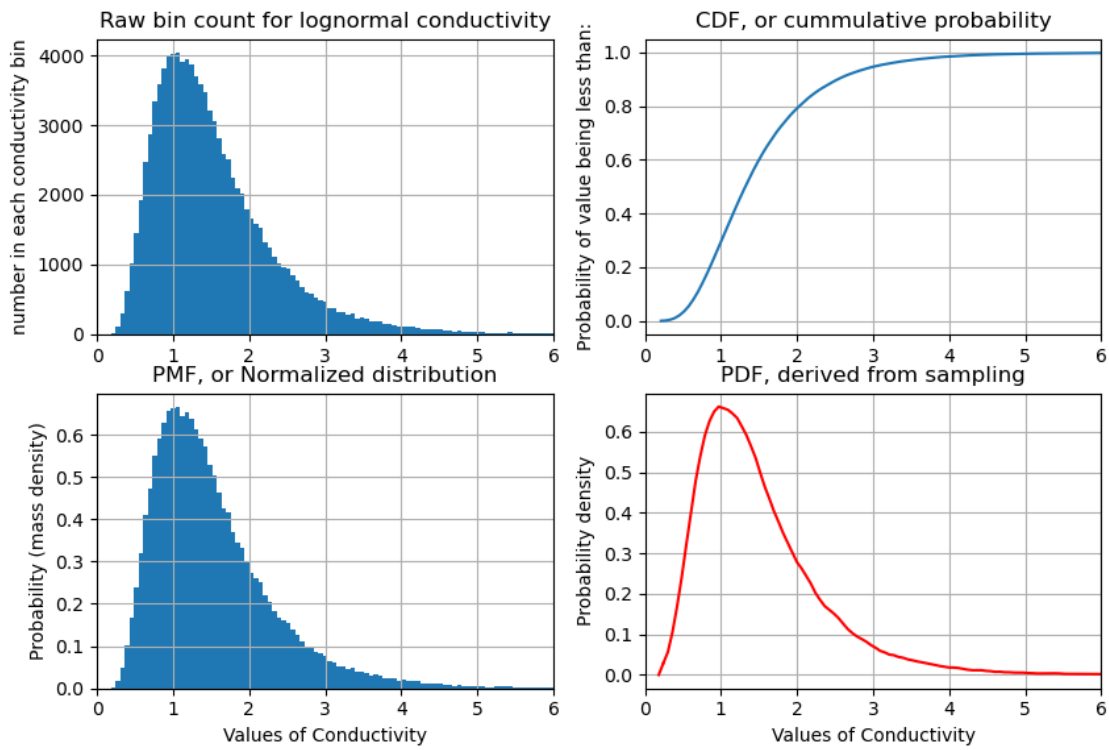 Raw bin count for lognormal conductivity
number in each conductivity bin
4000
3000
2000
1000
0
0 1 2 3 4 5 6
CDF, or cummulative probability
Probability of value being less than:
1.0
0.8
0.6
0.4
0.2
0.0
0 1 2 3 4 5 6
PMF, or Normalized distribution
Probability (mass density)
0.6
0.5
0.4
0.3
0.2
0.1
0.0
0 1 2 3 4 5 6
Values of Conductivity
PDF, derived from sampling
Probability density
0.6
0.5
0.4
0.3
0.2
0.1
0.0
0 1 2 3 4 5 6
Values of Conductivity